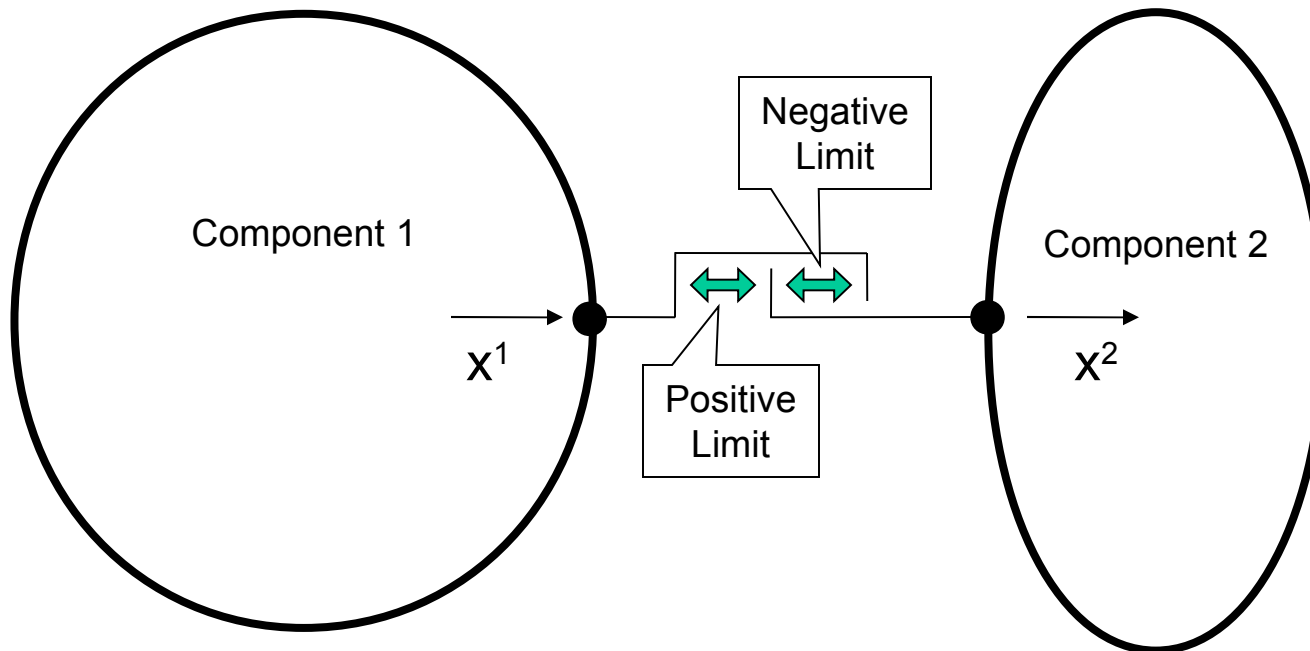 Negative
Limit
Component 1
Component 2
x¹
x²
Positive
Limit